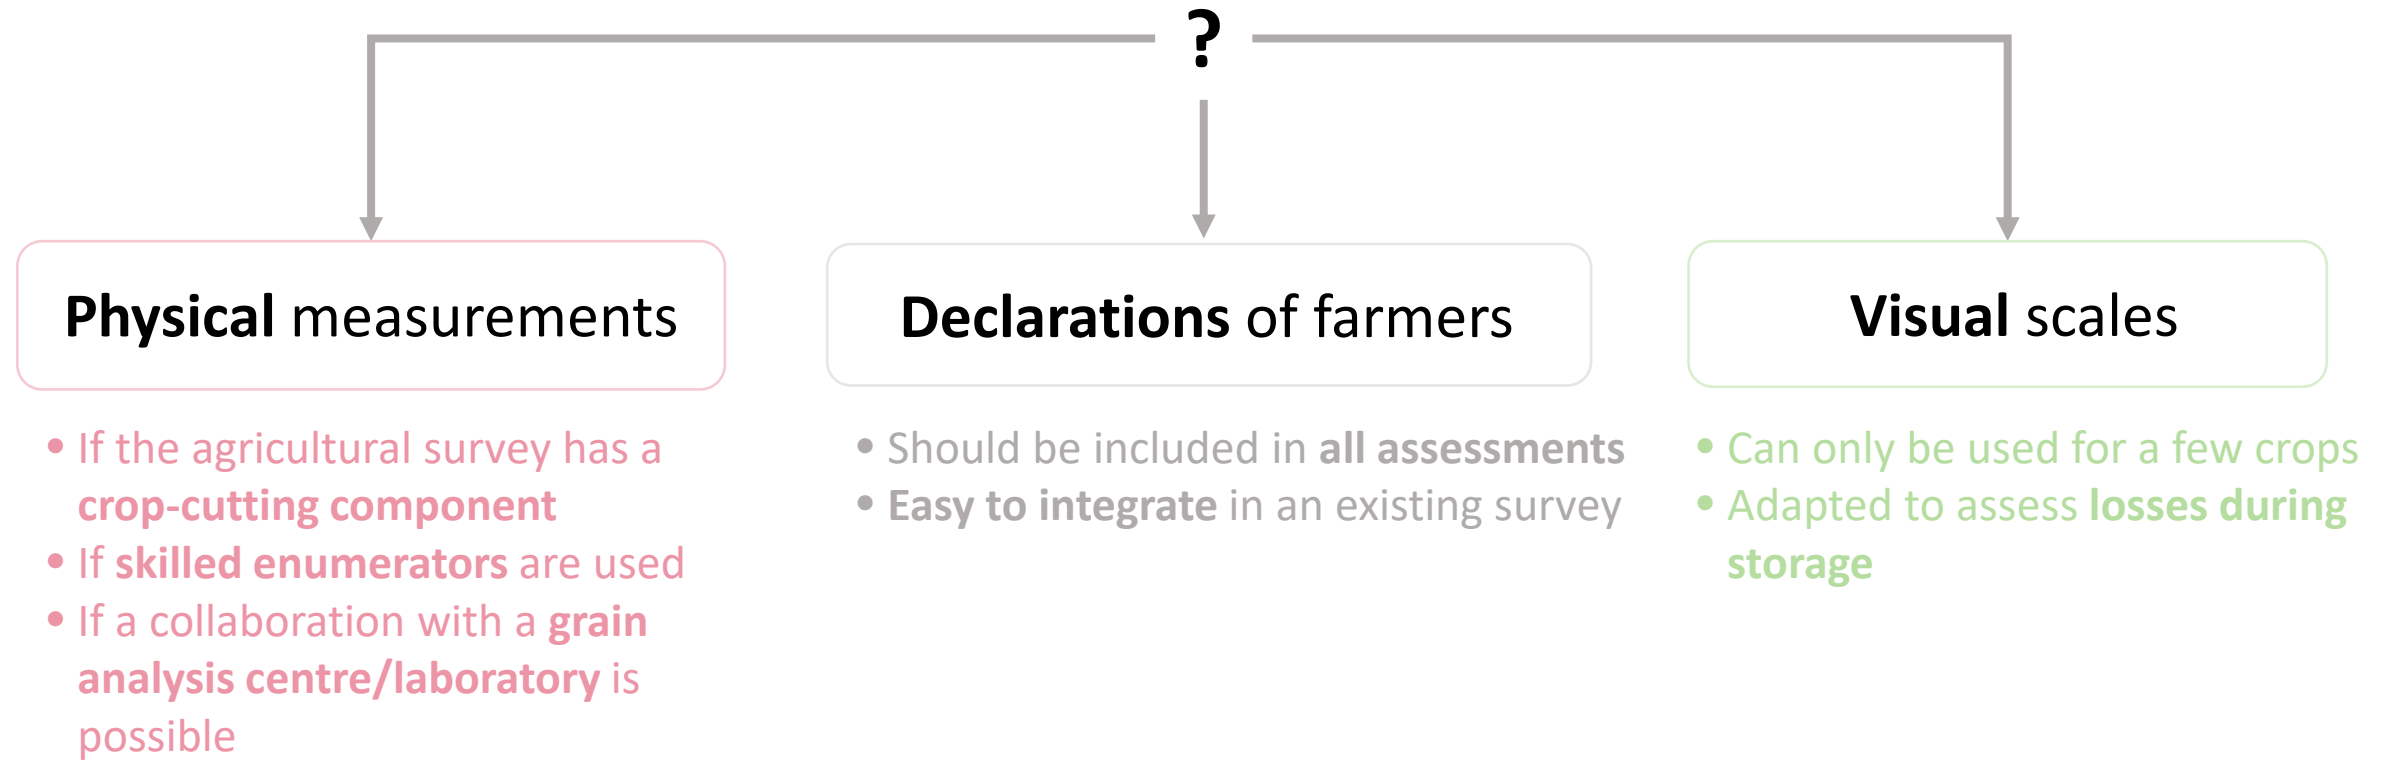 ?
Physical measurements
• If the agricultural survey has a
crop-cutting component
• If skilled enumerators are used
• If a collaboration with a grain
analysis centre/laboratory is
possible
Declarations of farmers
• Should be included in all assessments
• Easy to integrate in an existing survey
Visual scales
• Can only be used for a few crops
• Adapted to assess losses during
storage